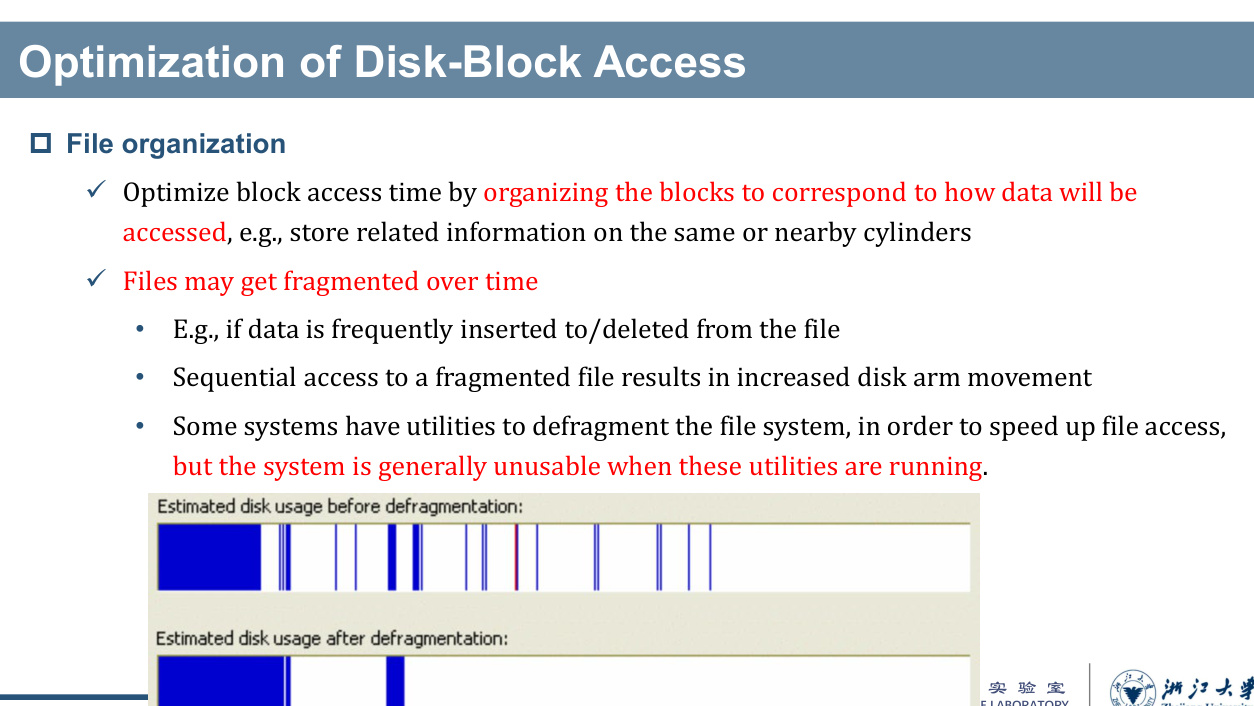 Optimization of Disk-Block Access
File organization
Optimize block access time by organizing the blocks to correspond to how data will be
accessed, e.g., store related information on the same or nearby cylinders
Files may get fragmented over time
E.g., if data is frequently inserted to/deleted from the file
Sequential access to a fragmented file results in increased disk arm movement
Some systems have utilities to defragment the file system, in order to speed up file access,
but the system is generally unusable when these utilities are running.
Estimated disk usage before defragmentation:
Estimated disk usage after defragmentation:
实验室
E LABORATORY
浙江大学